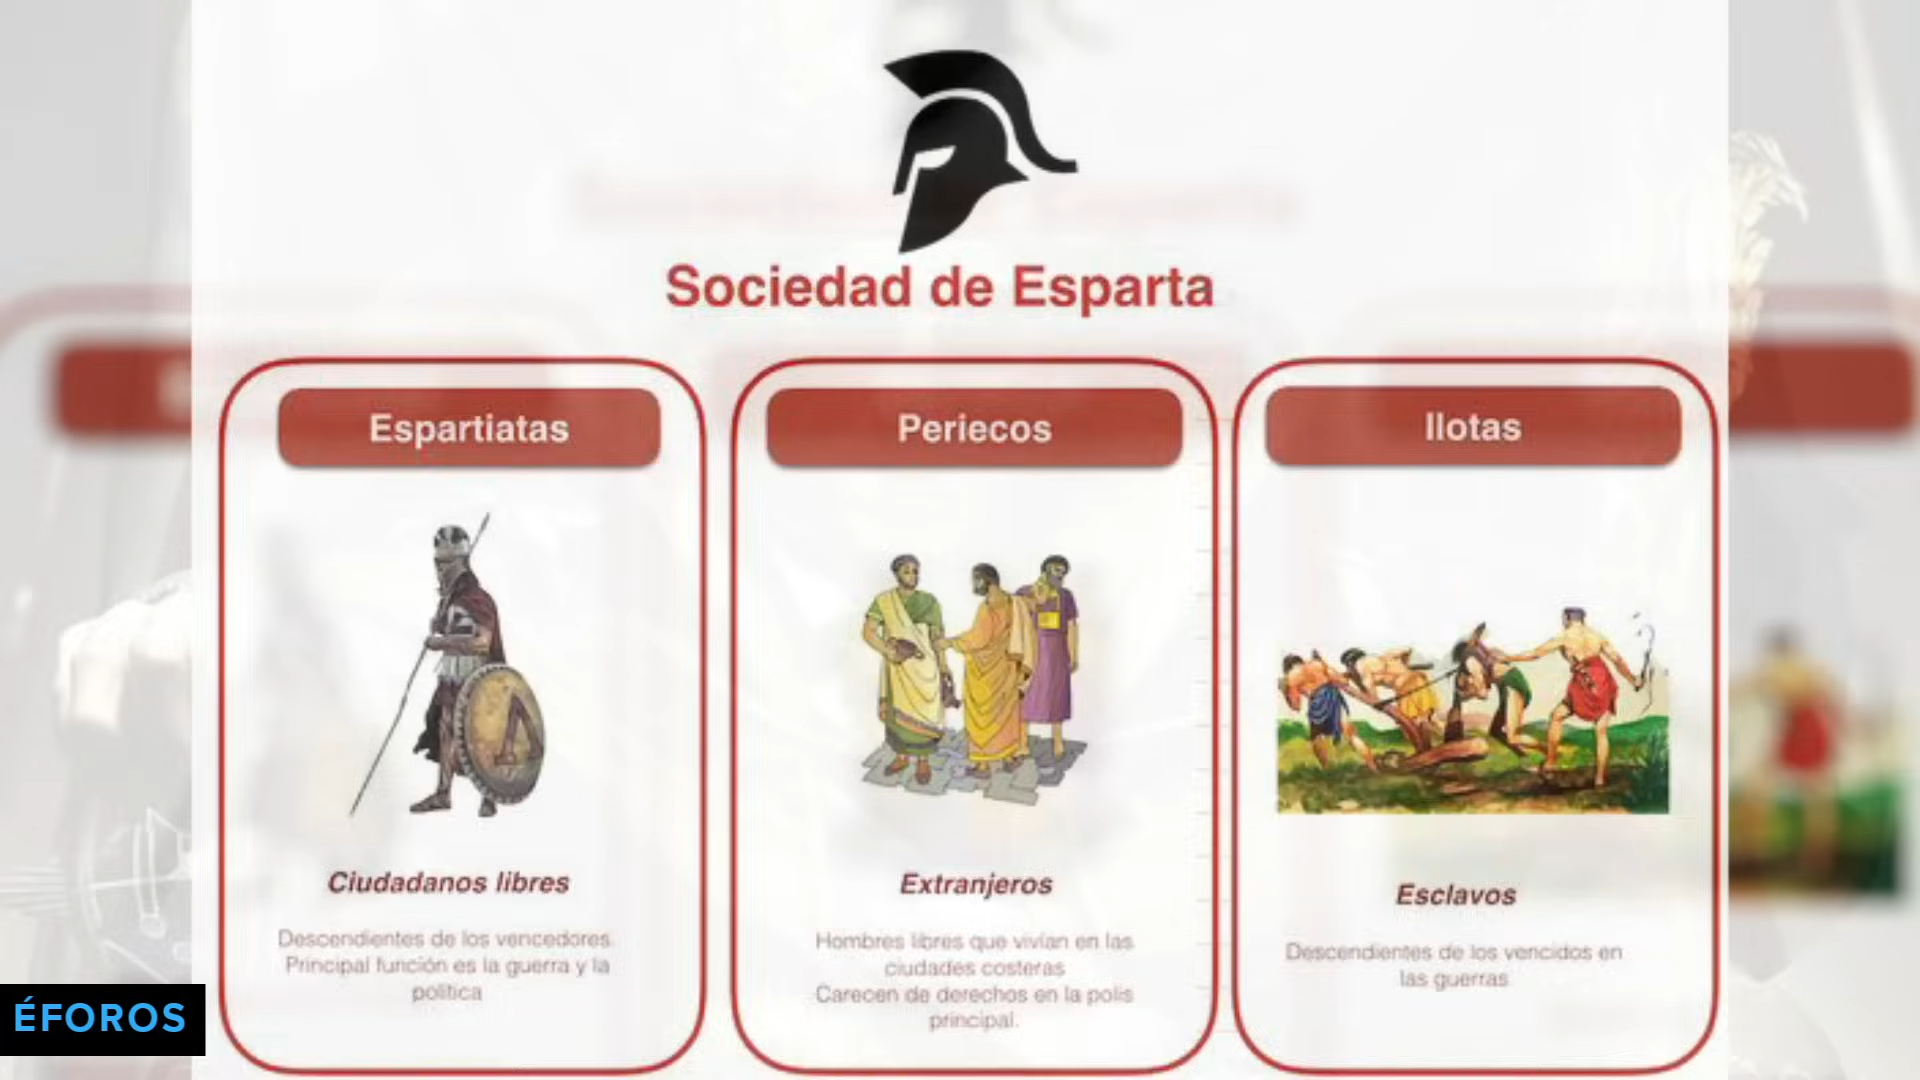 Sociedad de Esparta
Espartiatas
Periecos
Ilotas
Ciudadanos libres
Descendientes de los vencedores.
Principal función es la guerra y la
política
Extranjeros
Hombres libres que vivían en las
ciudades costeras
Carecen de derechos en la polis
principal.
Esclavos
Descendientes de los vencidos en
las guerras
ÉFOROS